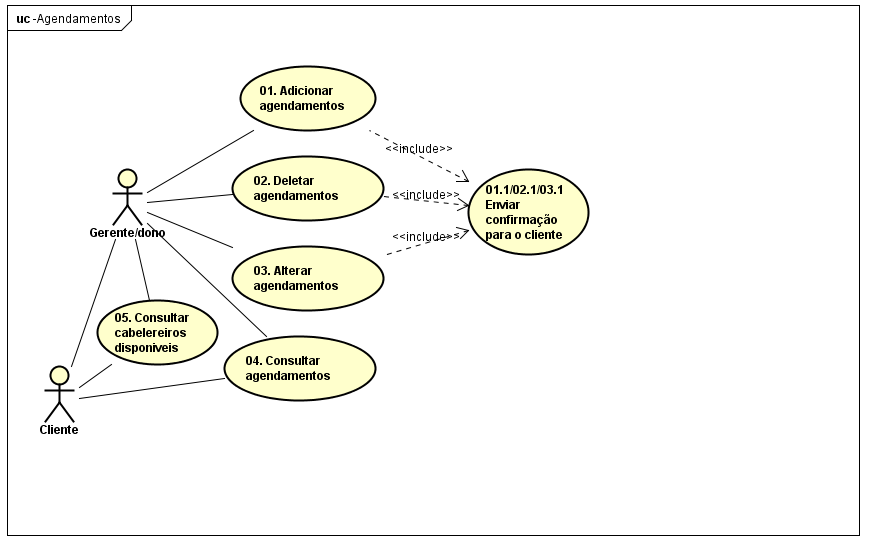 uc -Agendamentos
01. Adicionar
agendamentos
<<include>>
02. Deletar
agendamentos
<<include>>
01.1/02.1/03.1
Enviar
confirmação
para o cliente
Gerente/dono
<<include>>
03. Alterar
agendamentos
05. Consultar
cabelereiros
disponiveis
04. Consultar
agendamentos
Cliente